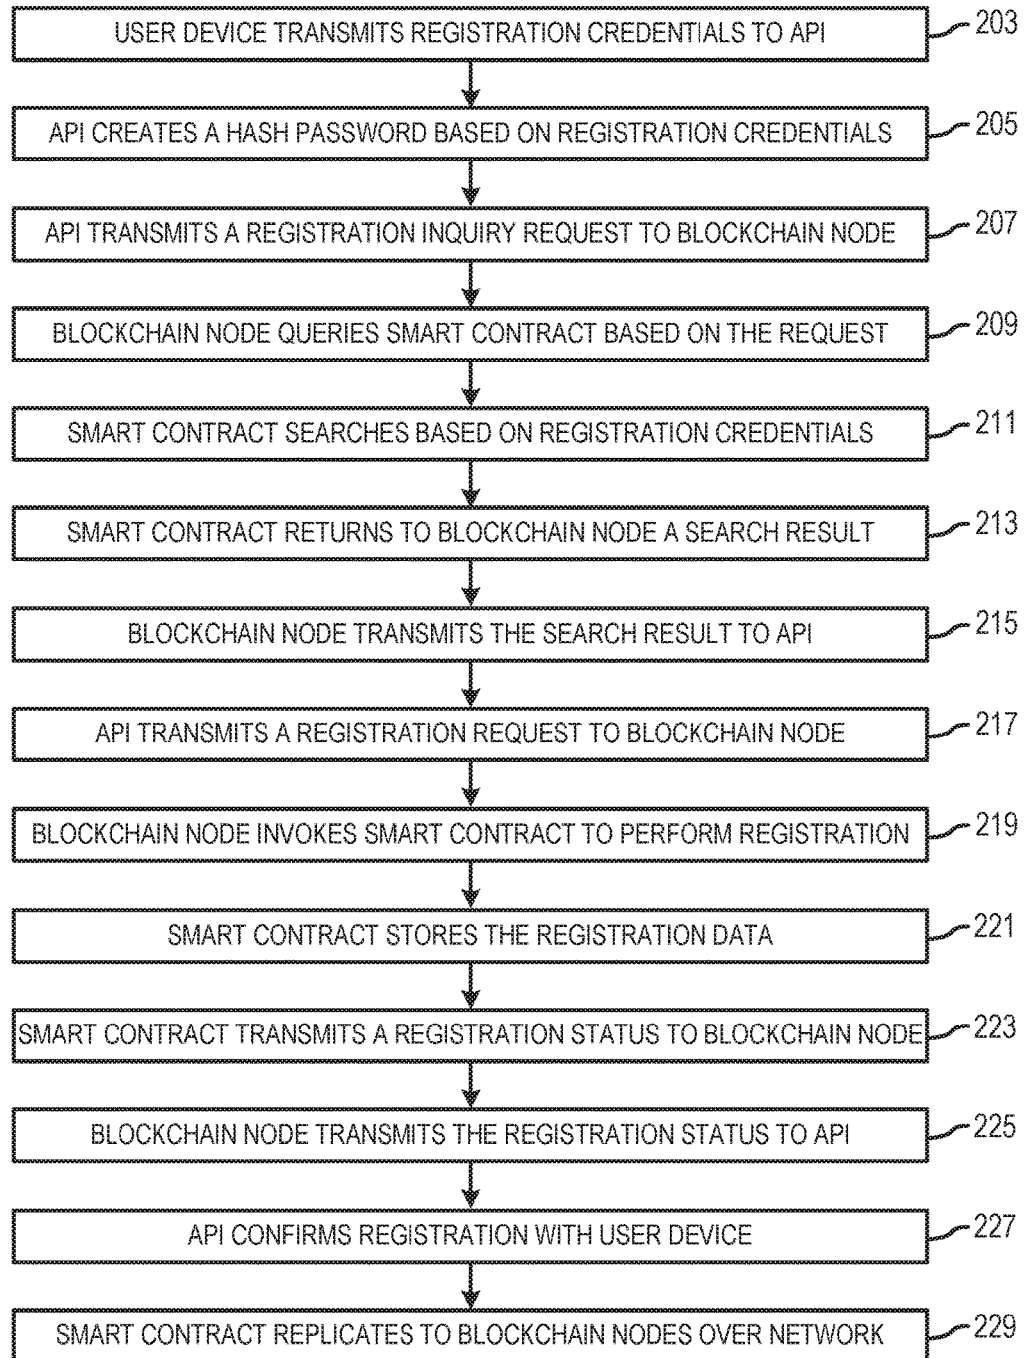 USER DEVICE TRANSMITS REGISTRATION CREDENTIALS TO API 203
API CREATES A HASH PASSWORD BASED ON REGISTRATION CREDENTIALS 205
API TRANSMITS A REGISTRATION INQUIRY REQUEST TO BLOCKCHAIN NODE 207
BLOCKCHAIN NODE QUERIES SMART CONTRACT BASED ON THE REQUEST 209
SMART CONTRACT SEARCHES BASED ON REGISTRATION CREDENTIALS 211
SMART CONTRACT RETURNS TO BLOCKCHAIN NODE A SEARCH RESULT 213
BLOCKCHAIN NODE TRANSMITS THE SEARCH RESULT TO API 215
API TRANSMITS A REGISTRATION REQUEST TO BLOCKCHAIN NODE 217
BLOCKCHAIN NODE INVOKES SMART CONTRACT TO PERFORM REGISTRATION 219
SMART CONTRACT STORES THE REGISTRATION DATA 221
SMART CONTRACT TRANSMITS A REGISTRATION STATUS TO BLOCKCHAIN NODE 223
BLOCKCHAIN NODE TRANSMITS THE REGISTRATION STATUS TO API 225
API CONFIRMS REGISTRATION WITH USER DEVICE 227
SMART CONTRACT REPLICATES TO BLOCKCHAIN NODES OVER NETWORK 229